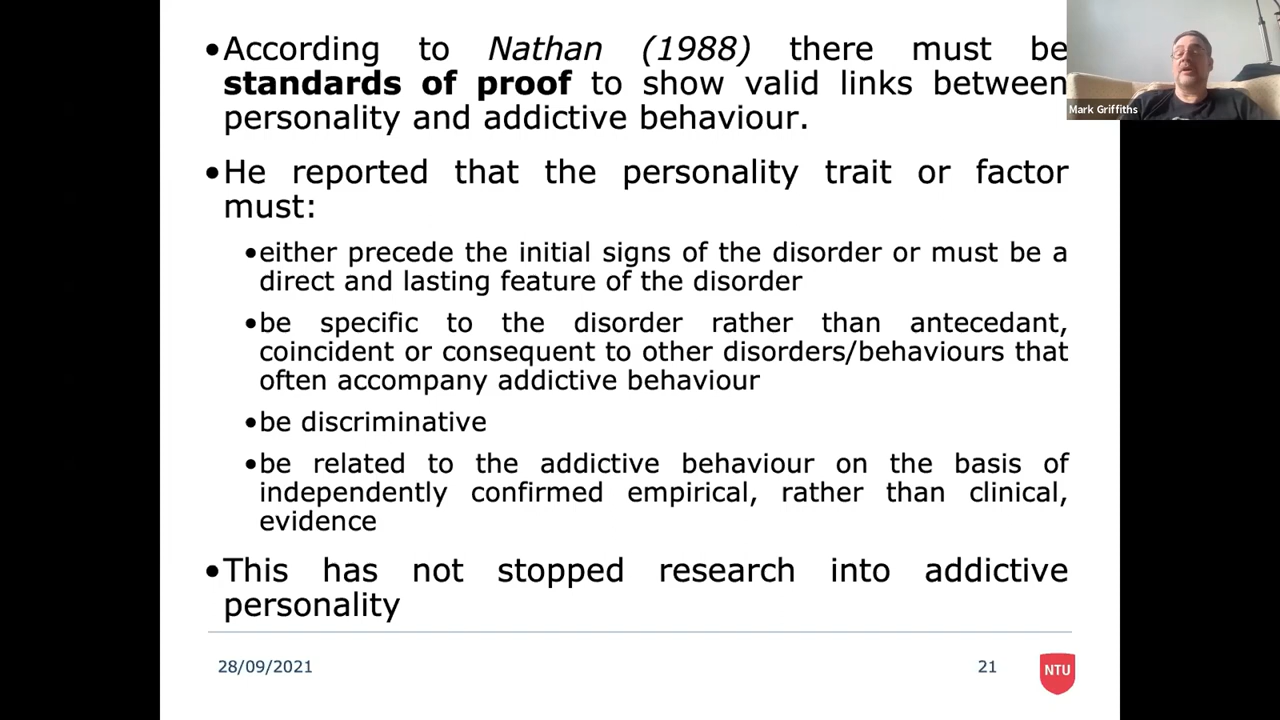 •According to Nathan (1988) there must be
standards of proof to show valid links between
personality and addictive behaviour.
•He reported that the personality trait or factor
must:
•either precede the initial signs of the disorder or must be a
direct and lasting feature of the disorder
•be specific to the disorder rather than antecedant,
coincident or consequent to other disorders/behaviours that
often accompany addictive behaviour
•be discriminative
•be related to the addictive behaviour on the basis of
independently confirmed empirical, rather than clinical,
evidence
•This has not stopped research into addictive
personality
28/09/2021
21
NTU
Mark Griffiths